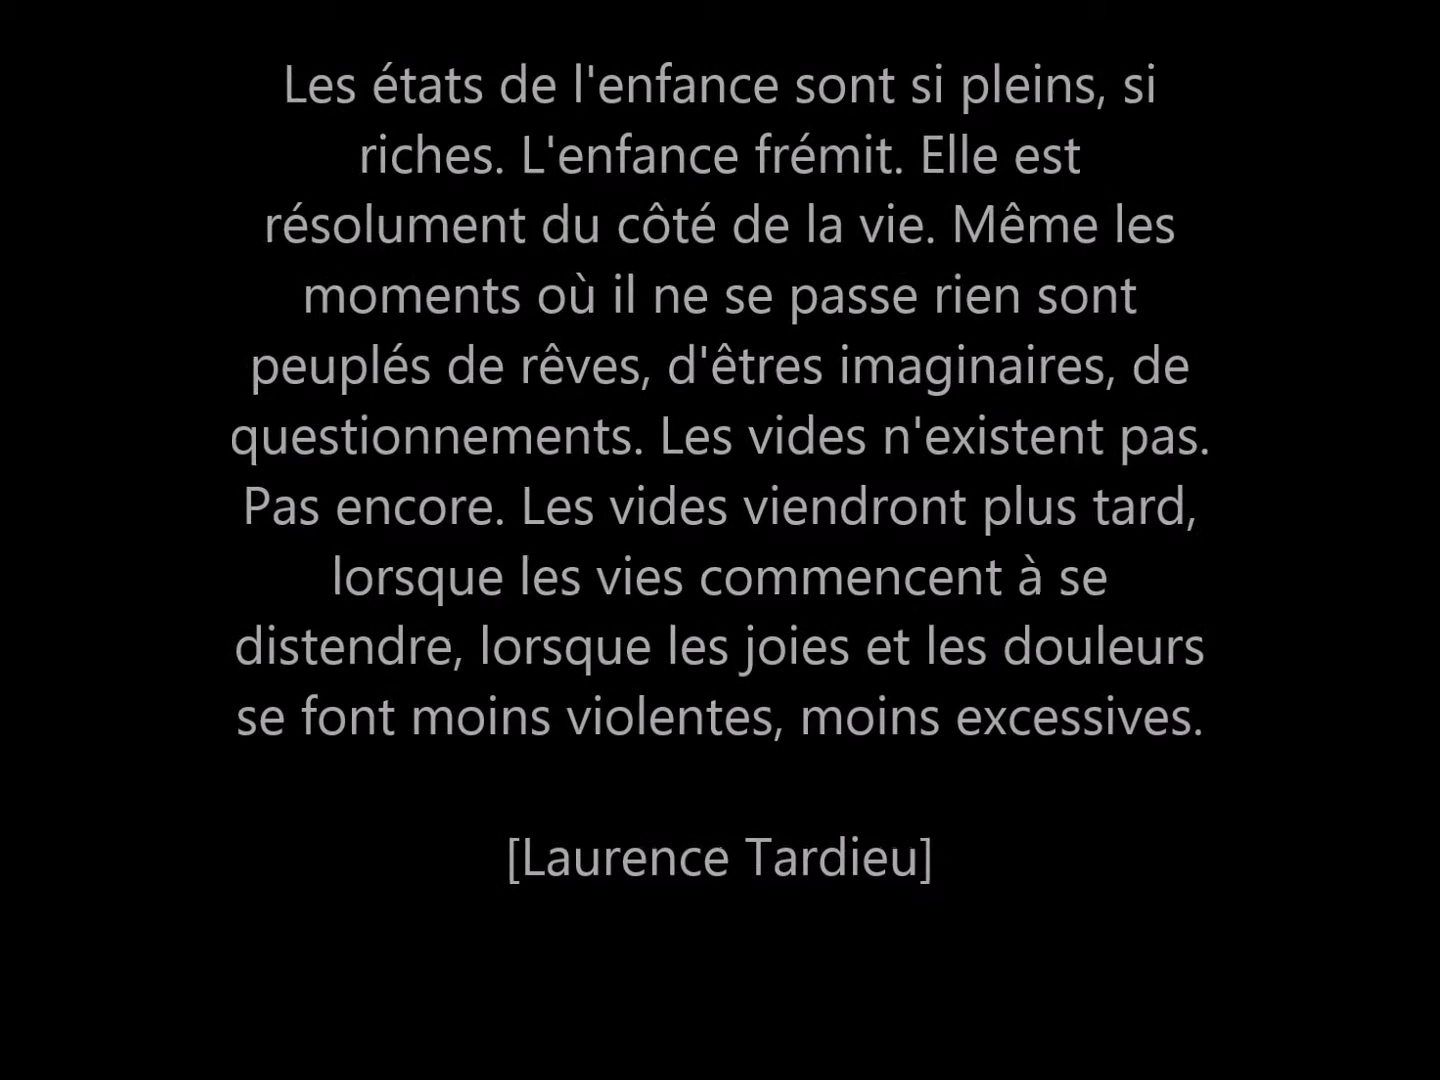 Les états de l'enfance sont si pleins, si
riches. L'enfance frémit. Elle est
résolument du côté de la vie. Même les
moments où il ne se passe rien sont
peuplés de rêves, d'êtres imaginaires, de
questionnements. Les vides n'existent pas.
Pas encore. Les vides viendront plus tard,
lorsque les vies commencent à se
distendre, lorsque les joies et les douleurs
se font moins violentes, moins excessives.
[Laurence Tardieu]